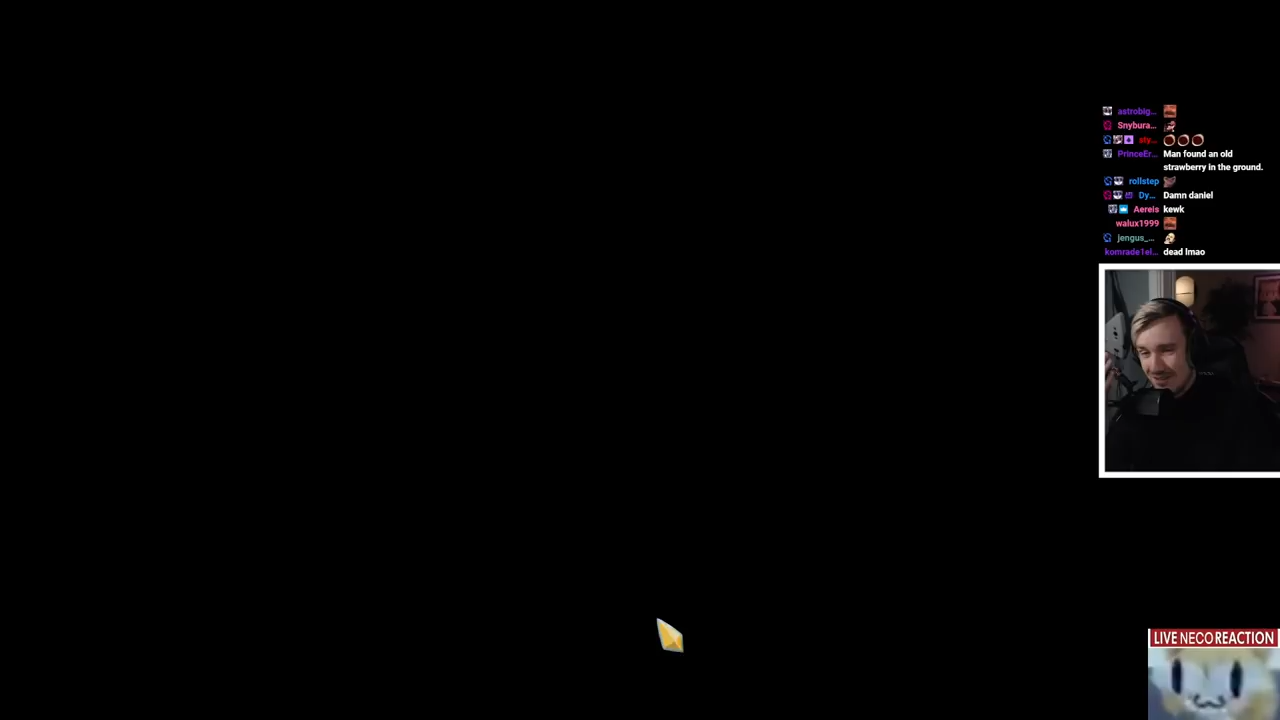 astrobig...
Snybura...
sty...
PrinceEr... Man found an old
strawberry in the ground.
rollstep
Dy... Damn daniel
Aereis kewk
walux1999
jengus_...
komrade1el... dead lmao
LIVE NECO REACTION